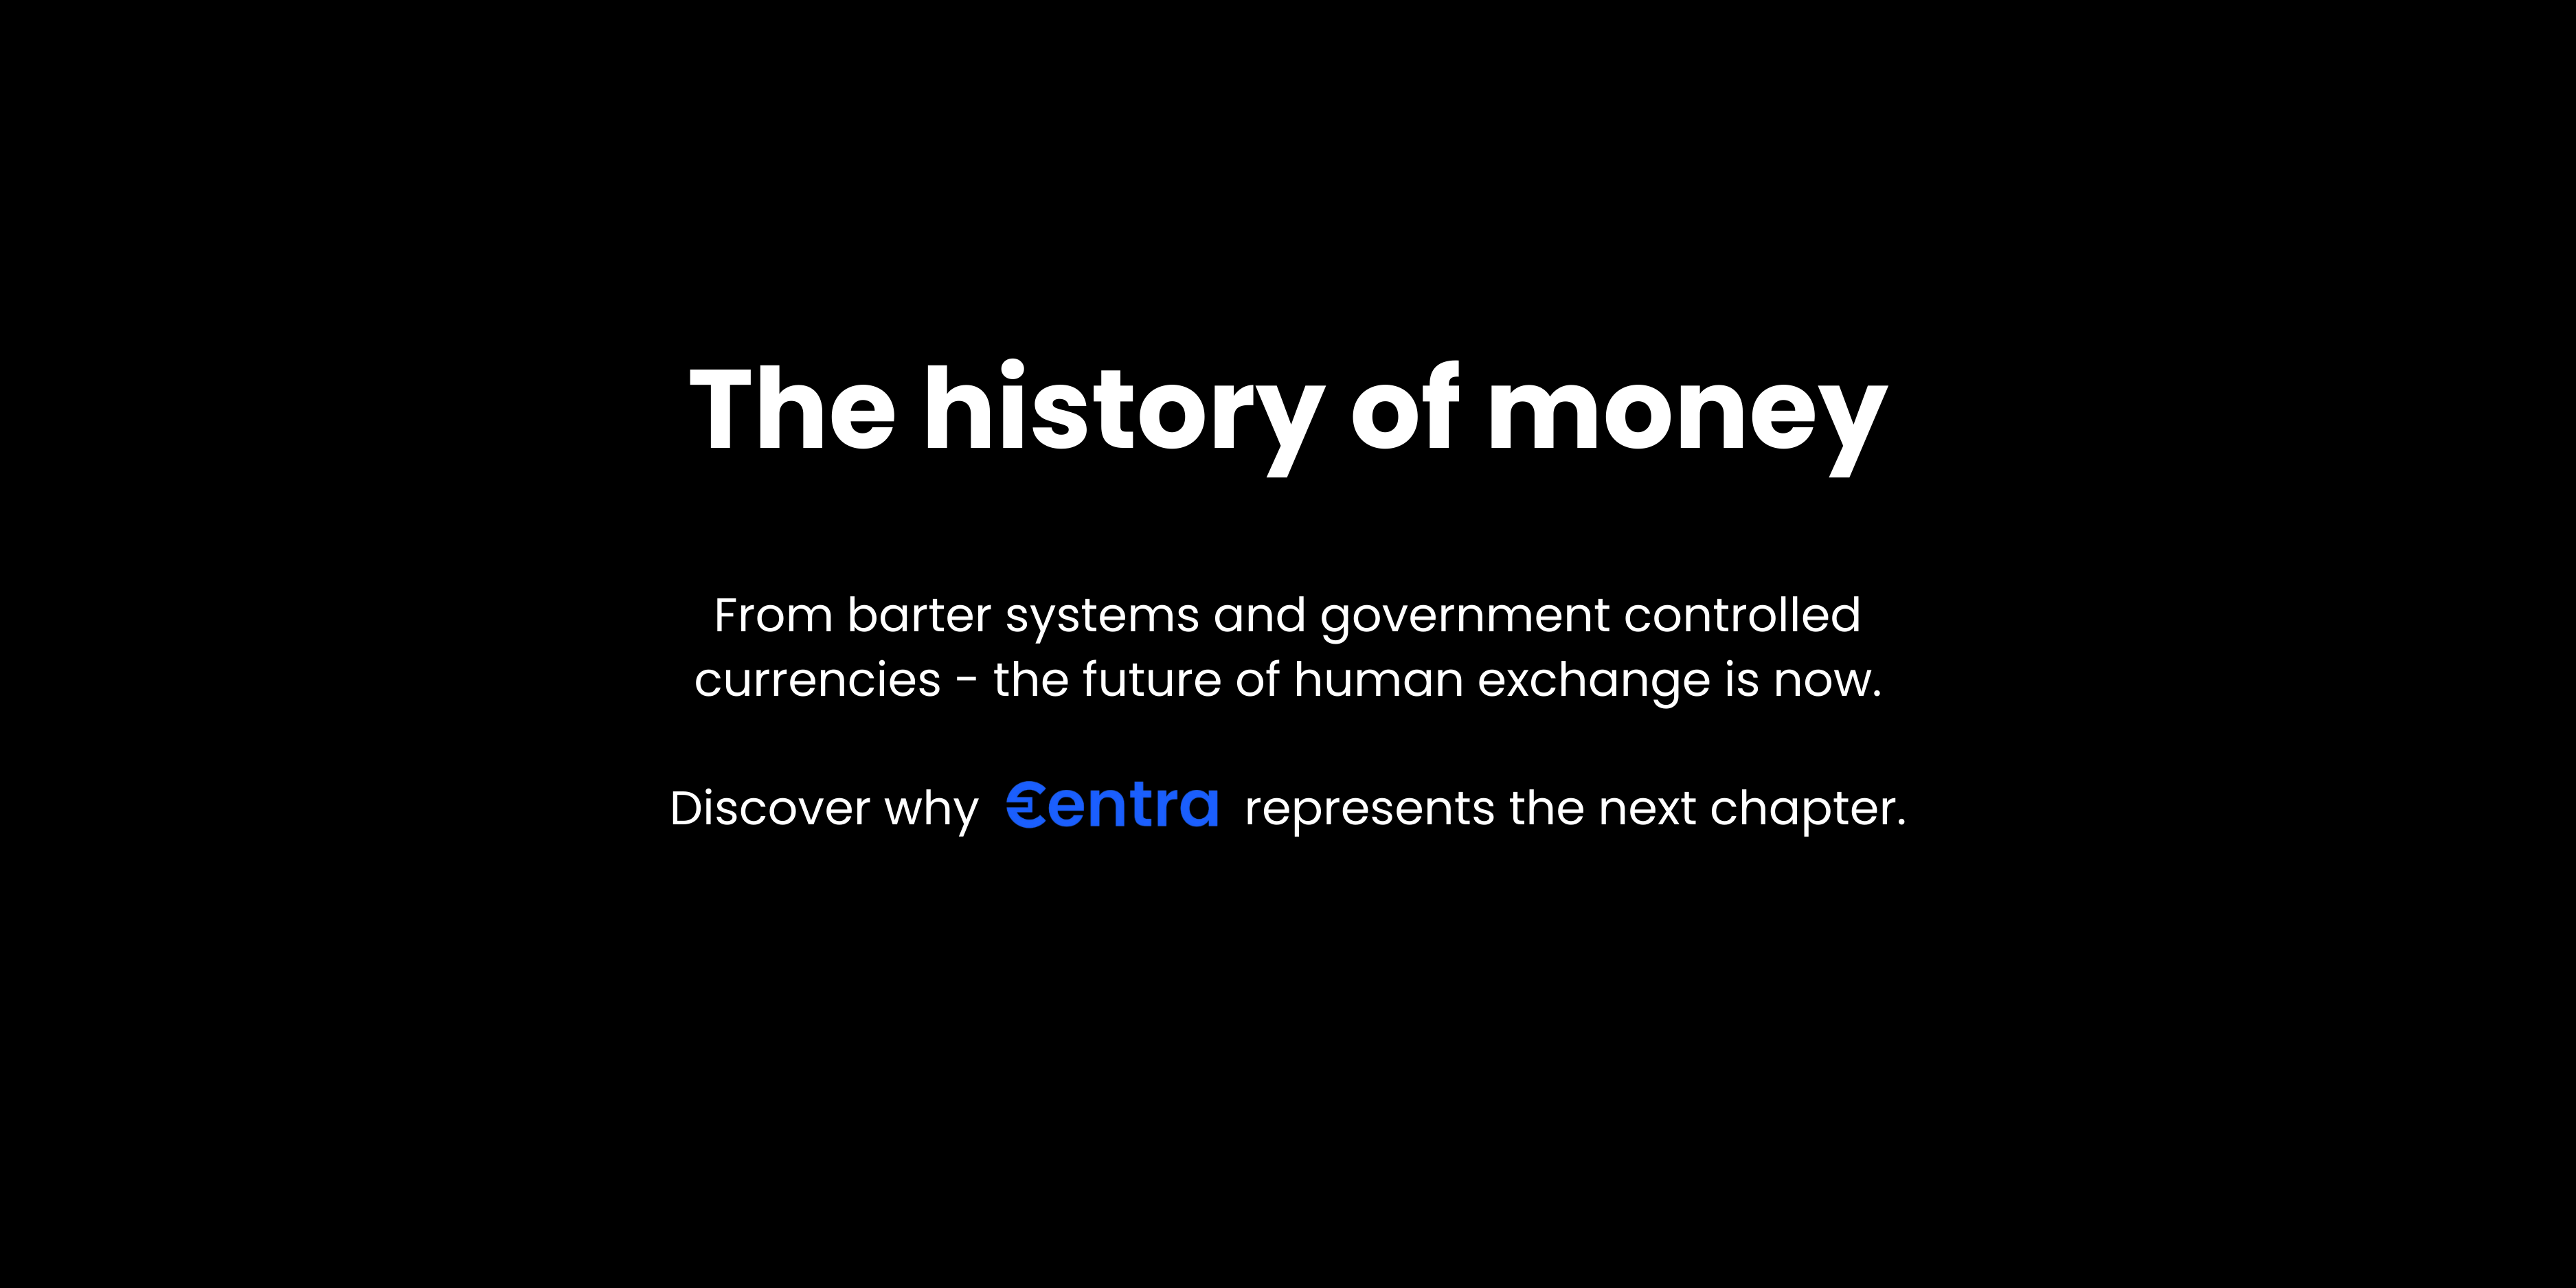 The history of money
From barter systems and government controlled
currencies - the future of human exchange is now.
Discover why Centra represents the next chapter.